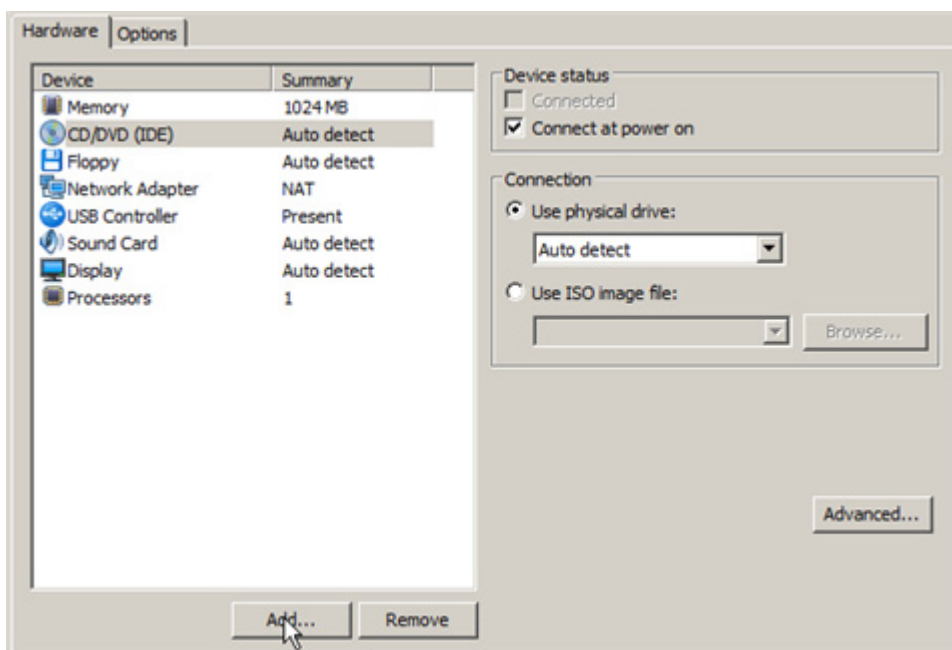 Hardware Options
Device Summary
Memory 1024 MB
CD/DVD (IDE) Auto detect
Floppy Auto detect
Network Adapter NAT
USB Controller Present
Sound Card Auto detect
Display Auto detect
Processors 1
Add... Remove
Device status
Connected
Connect at power on
Connection
Use physical drive:
Auto detect
Use ISO image file:
Browse...
Advanced...